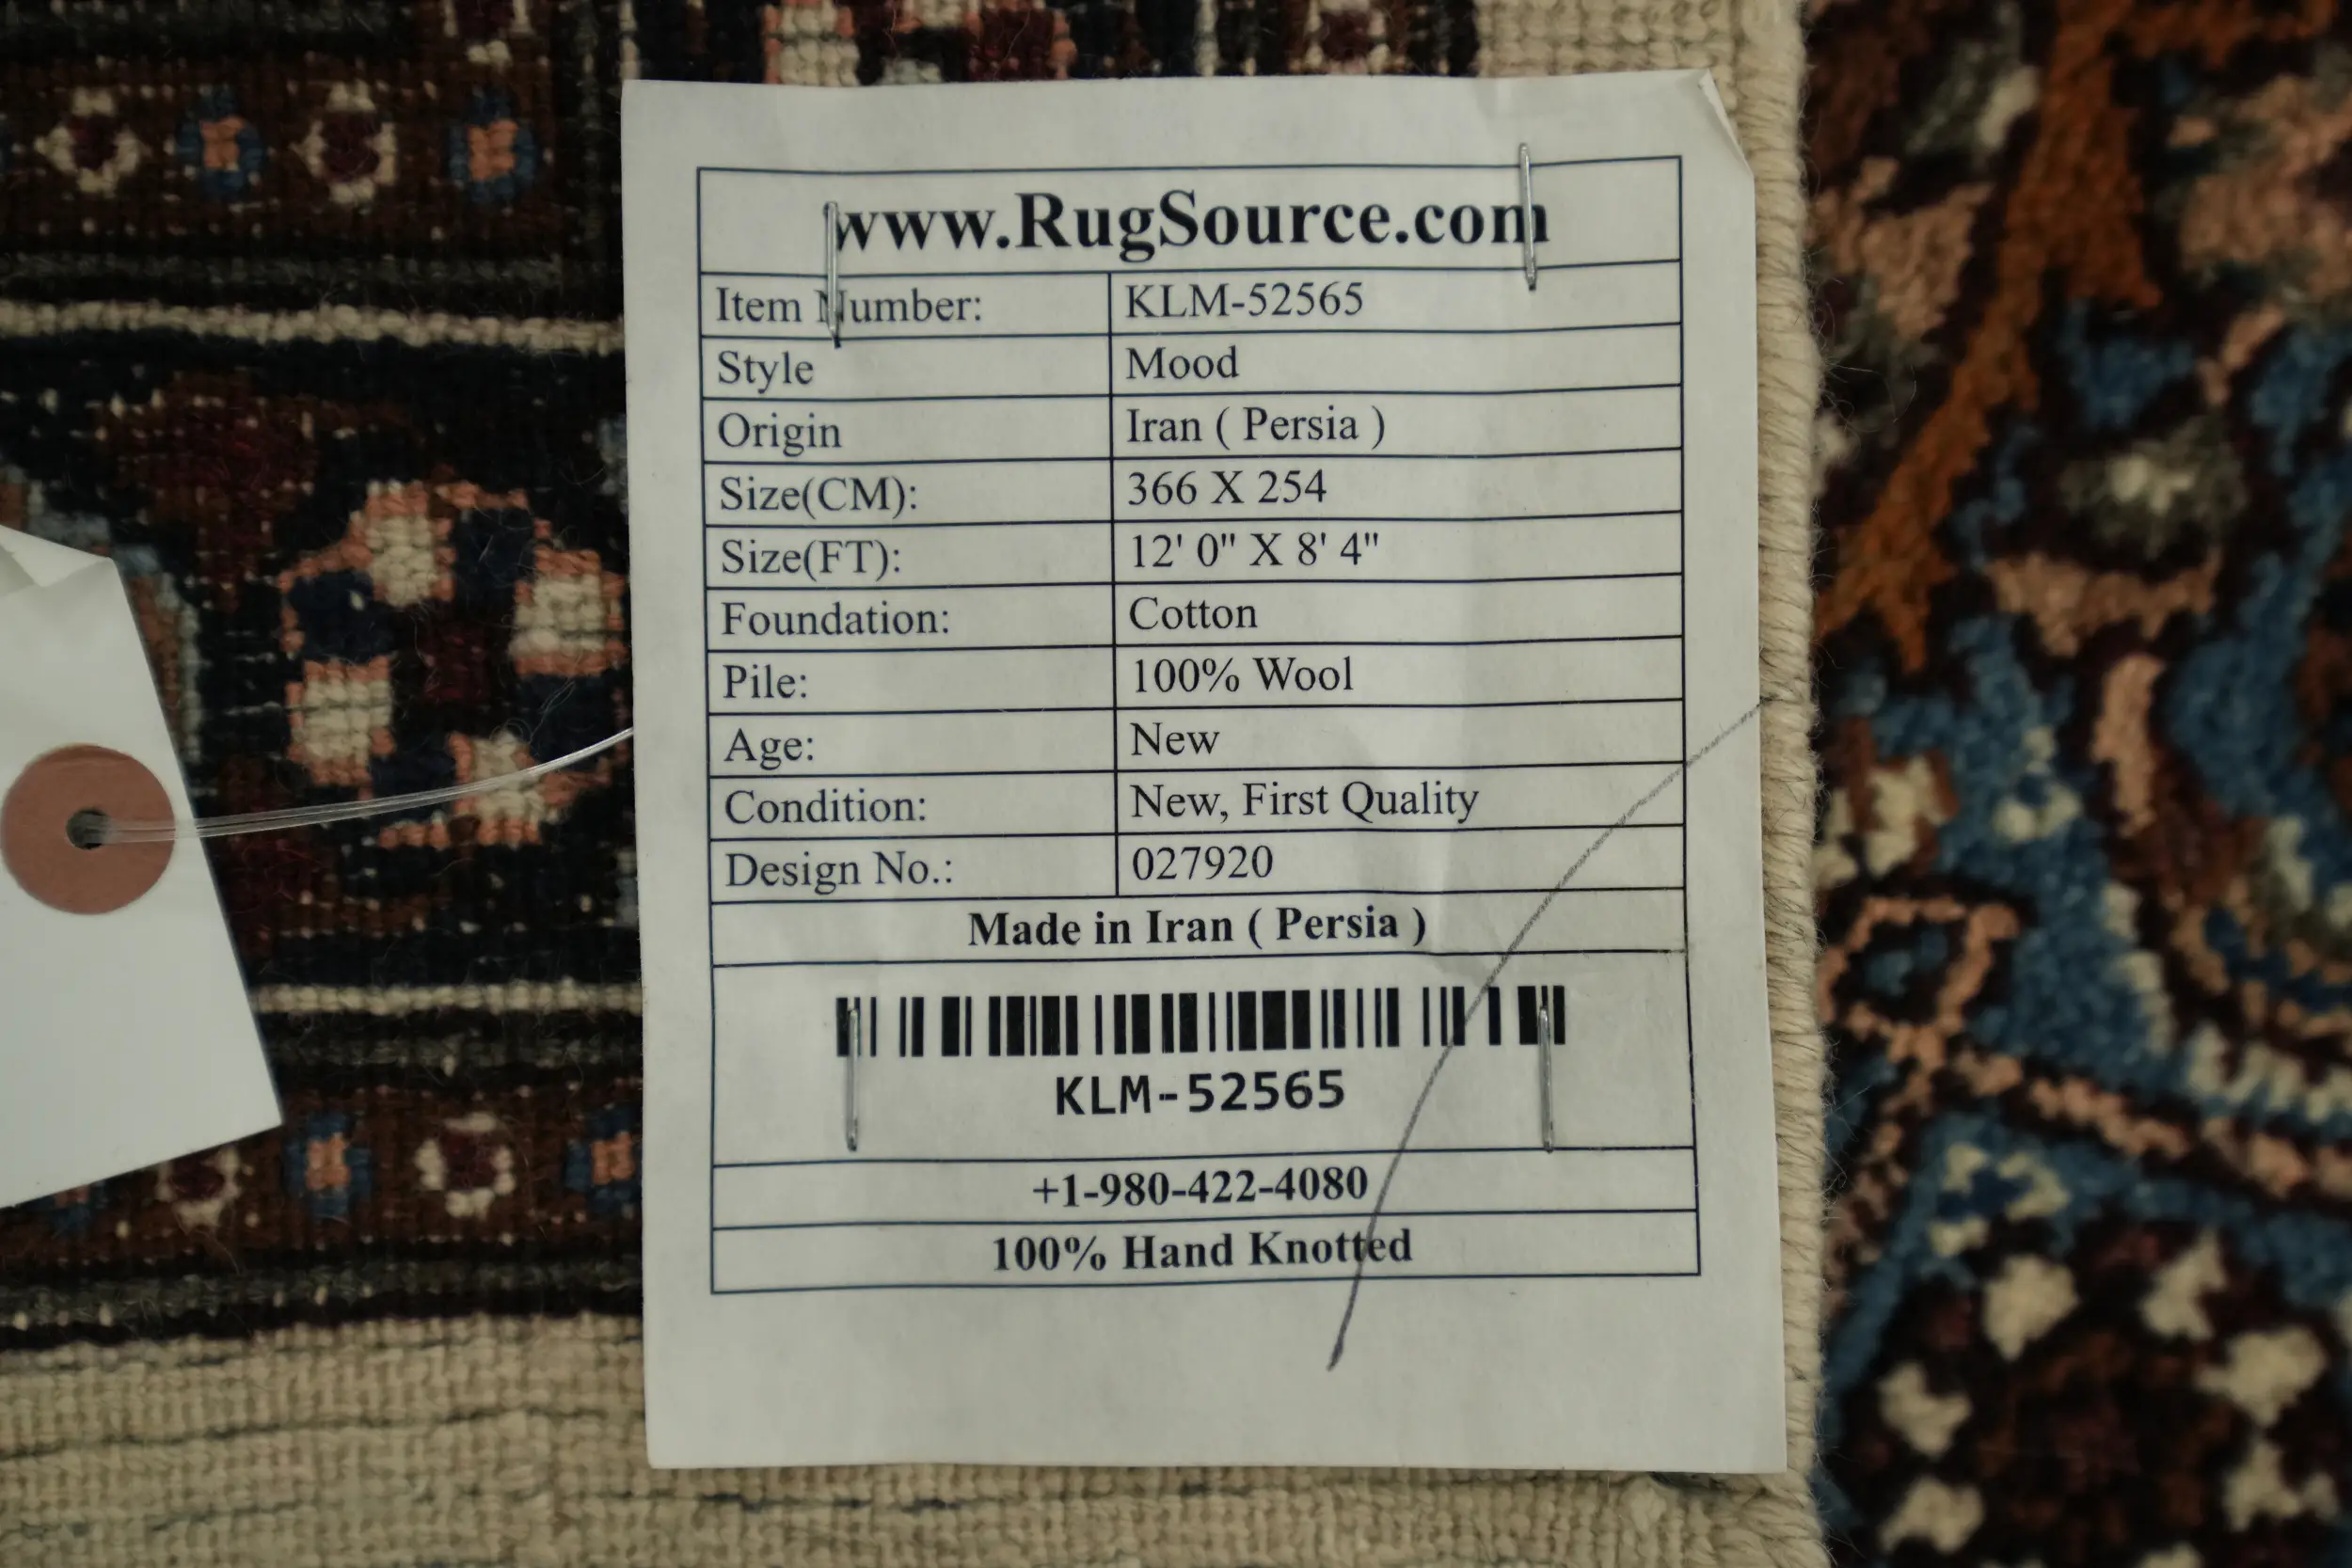 www.RugSource.com
Item Number: KLM-52565
Style Mood
Origin Iran ( Persia )
Size(CM): 366 X 254
Size(FT): 12' 0" X 8' 4"
Foundation: Cotton
Pile: 100% Wool
Age: New
Condition: New, First Quality
Design No.: 027920
Made in Iran ( Persia )
KLM-52565
+1-980-422-4080
100% Hand Knotted